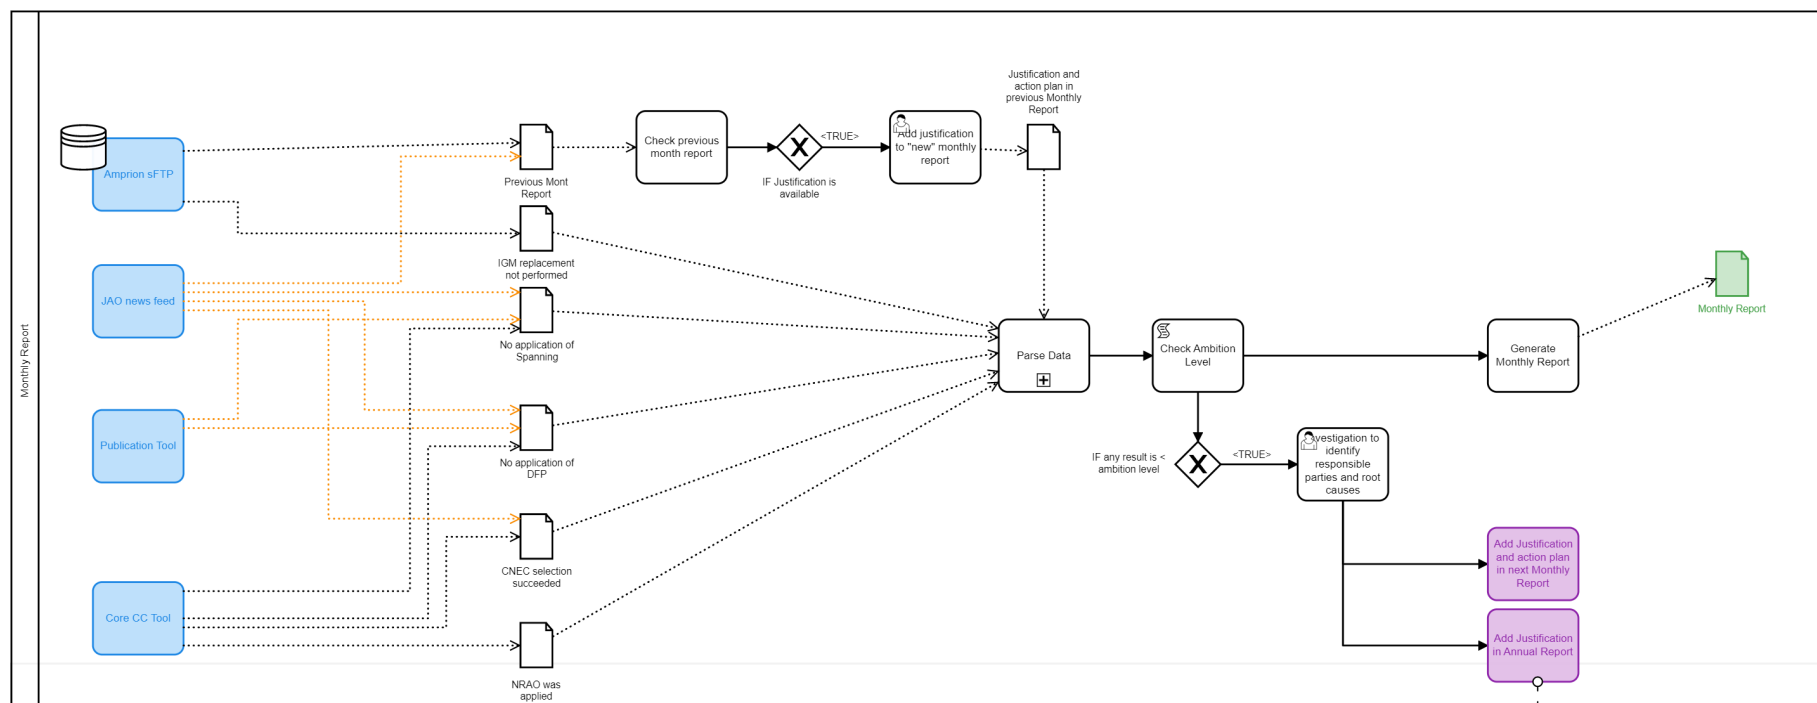 Monthly Report
Amprion sFTP
JAO news feed
Publication Tool
Core CC Tool
Previous Mont
Report
IGM replacement
not performed
No application of
Spanning
No application of
DFP
CNEC selection
succeeded
NRAO was
applied
Check previous
month report
<TRUE>
IF Justification is
available
Add justification
to "new" monthly
report
Justification and
action plan in
previous Monthly
Report
Parse Data
Check Ambition
Level
IF any result is <
ambition level
<TRUE>
vestigation to
identify
responsible
parties and root
causes
Generate
Monthly Report
Monthly Report
Add Justification
and action plan
in next Monthly
Report
Add Justification
in Annual Report